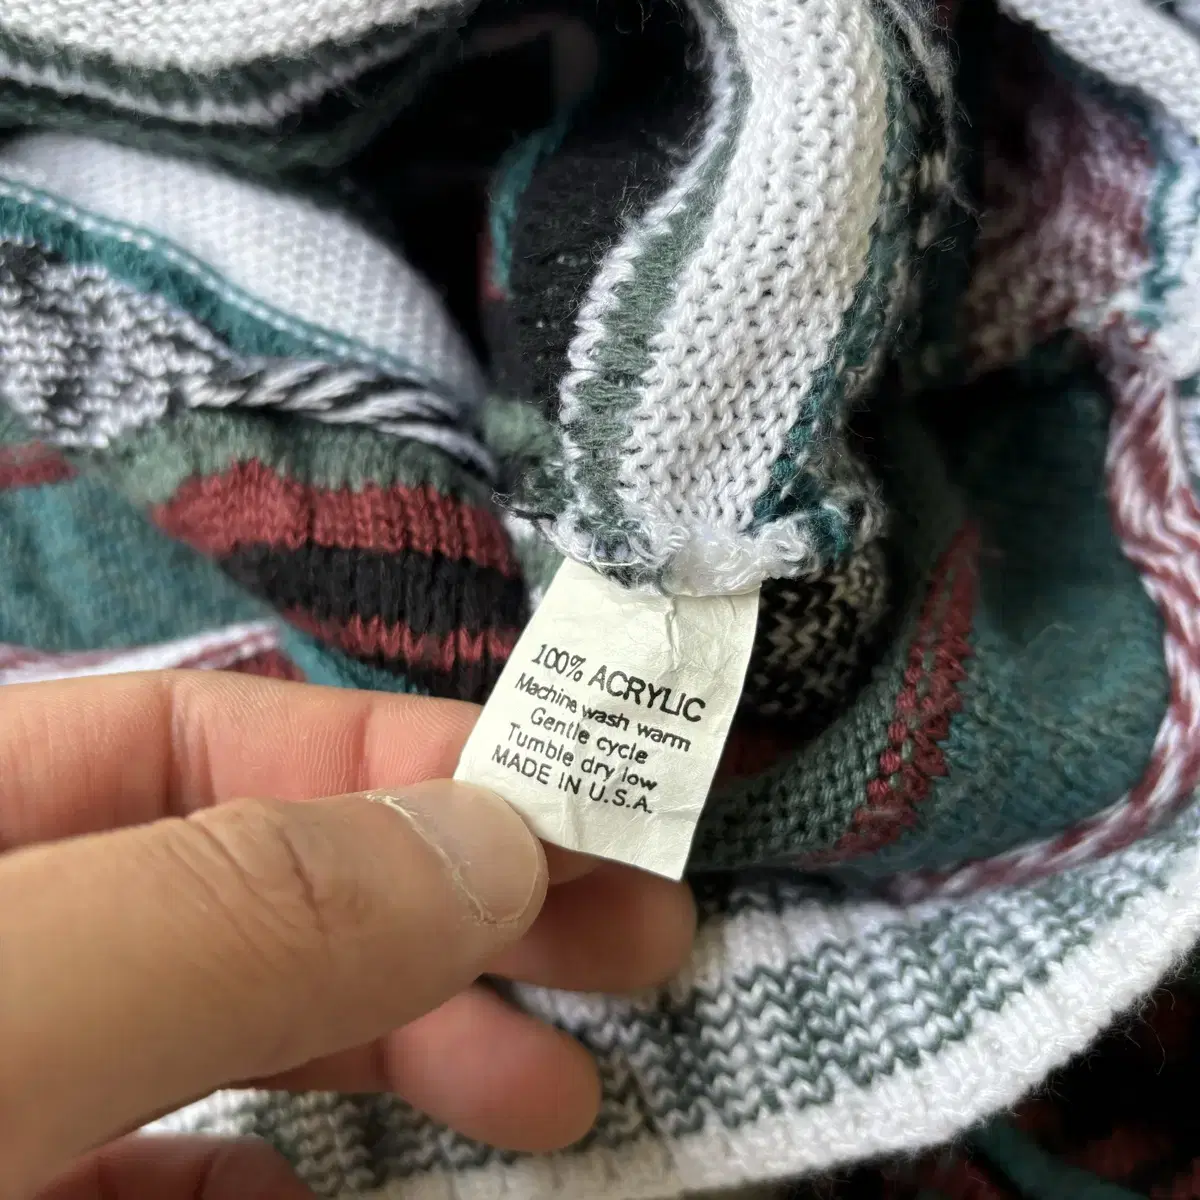 100% ACRYLIC
Machine wash warm
Gentle cycle
Tumble dry low
MADE IN U.S.A.